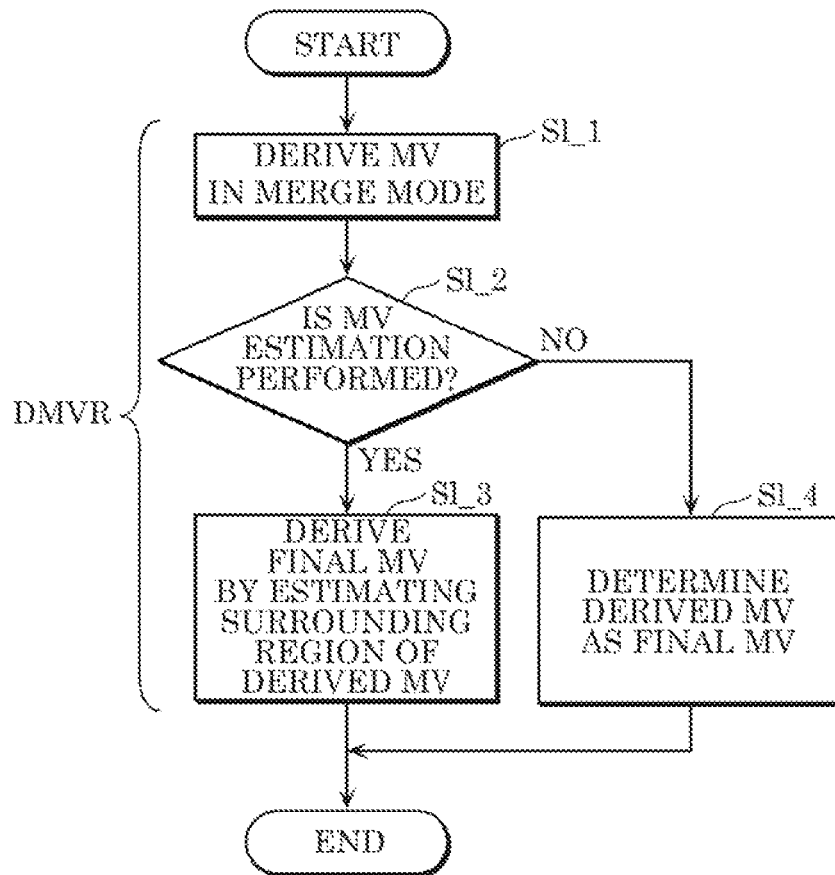 START
Sl_1
DERIVE MV
IN MERGE MODE
Sl_2
IS MV
ESTIMATION
PERFORMED?
NO
DMVR
YES
Sl_3
DERIVE
FINAL MV
BY ESTIMATING
SURROUNDING
REGION OF
DERIVED MV
Sl_4
DETERMINE
DERIVED MV
AS FINAL MV
END